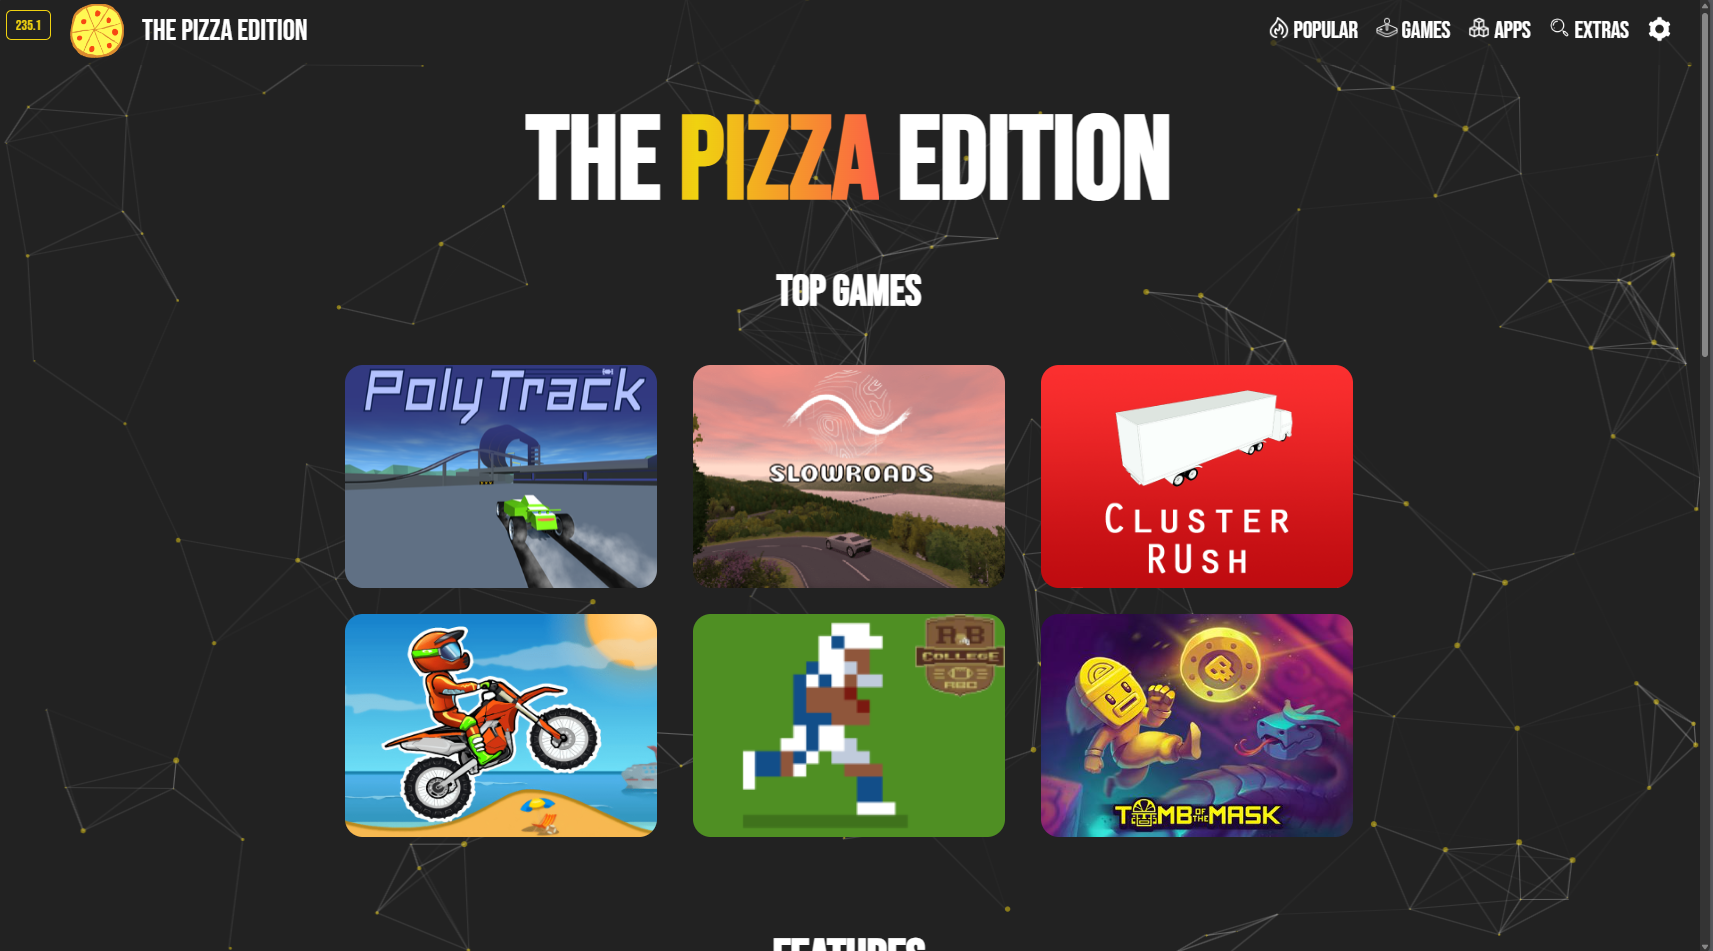 235.1
THE PIZZA EDITION
POPULAR
GAMES
APPS
EXTRAS
THE PIZZA EDITION
TOP GAMES
PolyTrack
SLOWROADS
CLUSTER
RUSH
RB
COLLEGE
TOMB OF THE MASK
FEATURES